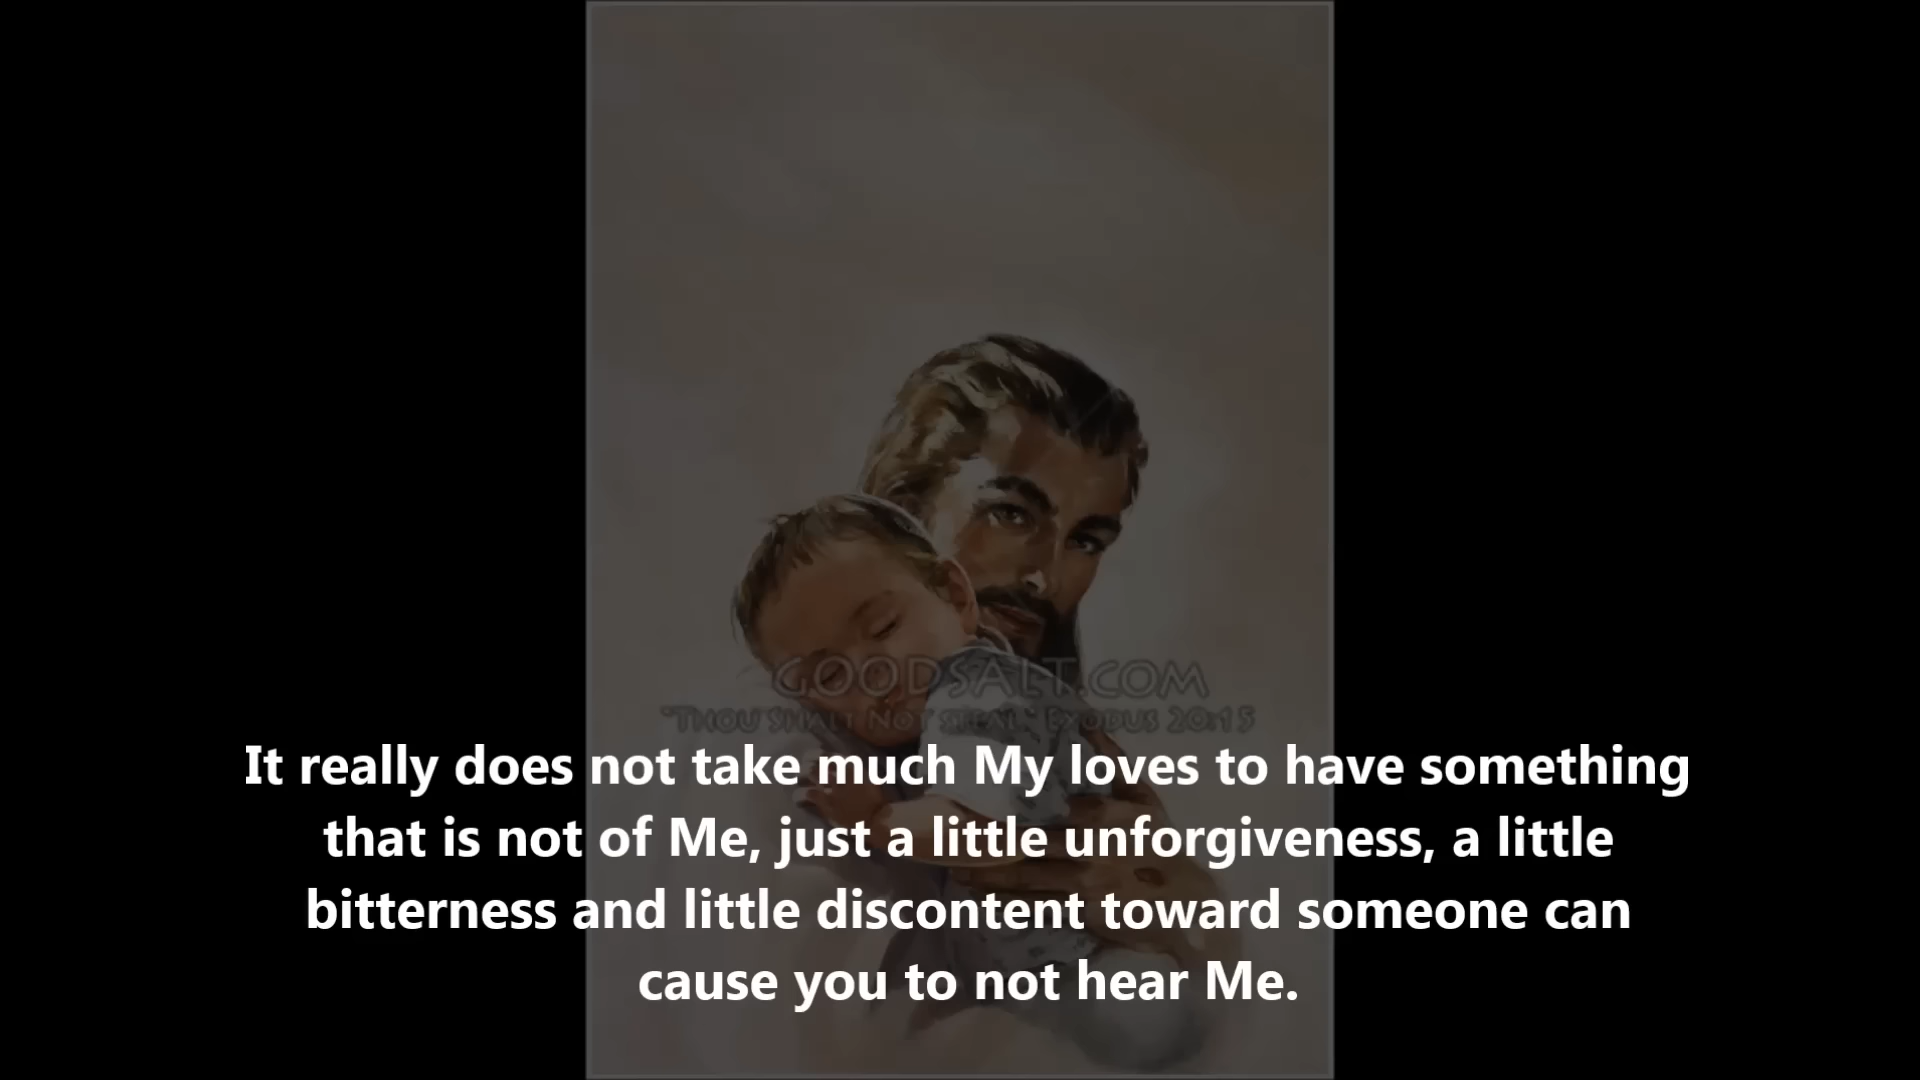 GOODSALT.COM
"THOU SHALT NOT STEAL" EXODUS 20:15
It really does not take much My loves to have something
that is not of Me, just a little unforgiveness, a little
bitterness and little discontent toward someone can
cause you to not hear Me.